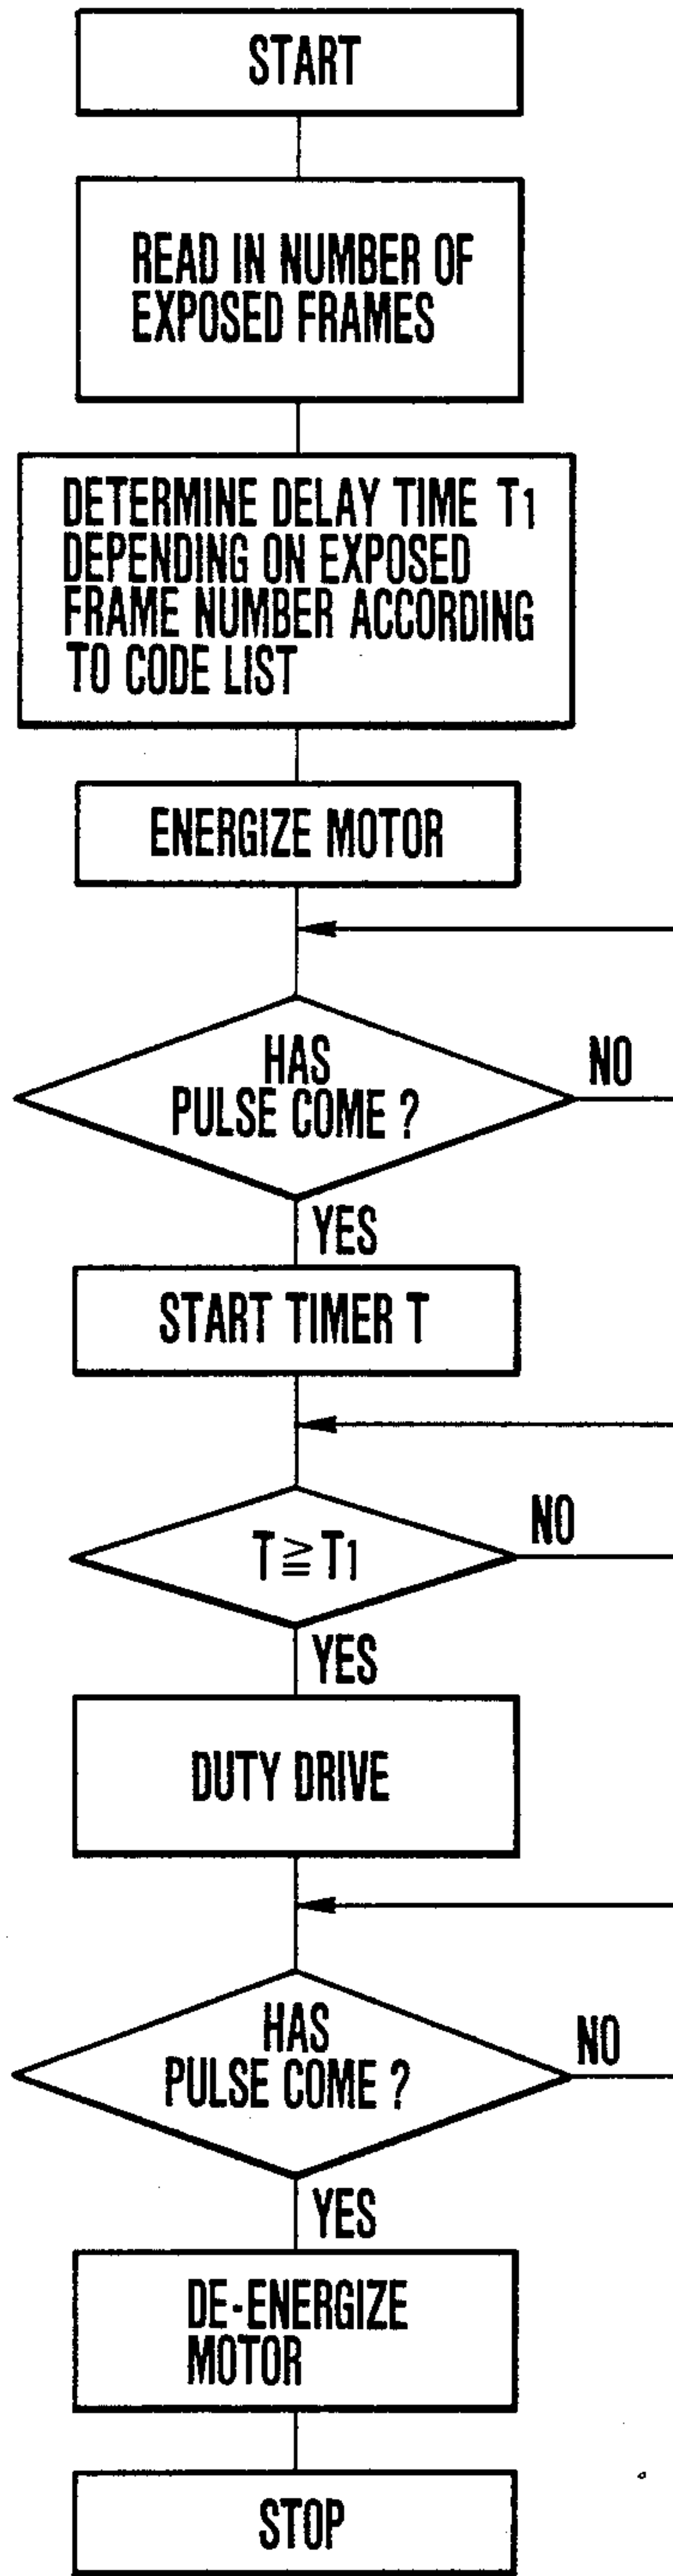 START
READ IN NUMBER OF
EXPOSED FRAMES
DETERMINE DELAY TIME T1
DEPENDING ON EXPOSED
FRAME NUMBER ACCORDING
TO CODE LIST
ENERGIZE MOTOR
HAS
PULSE COME ?
NO
YES
START TIMER T
T ≧ T1
NO
YES
DUTY DRIVE
HAS
PULSE COME ?
NO
YES
DE-ENERGIZE
MOTOR
STOP